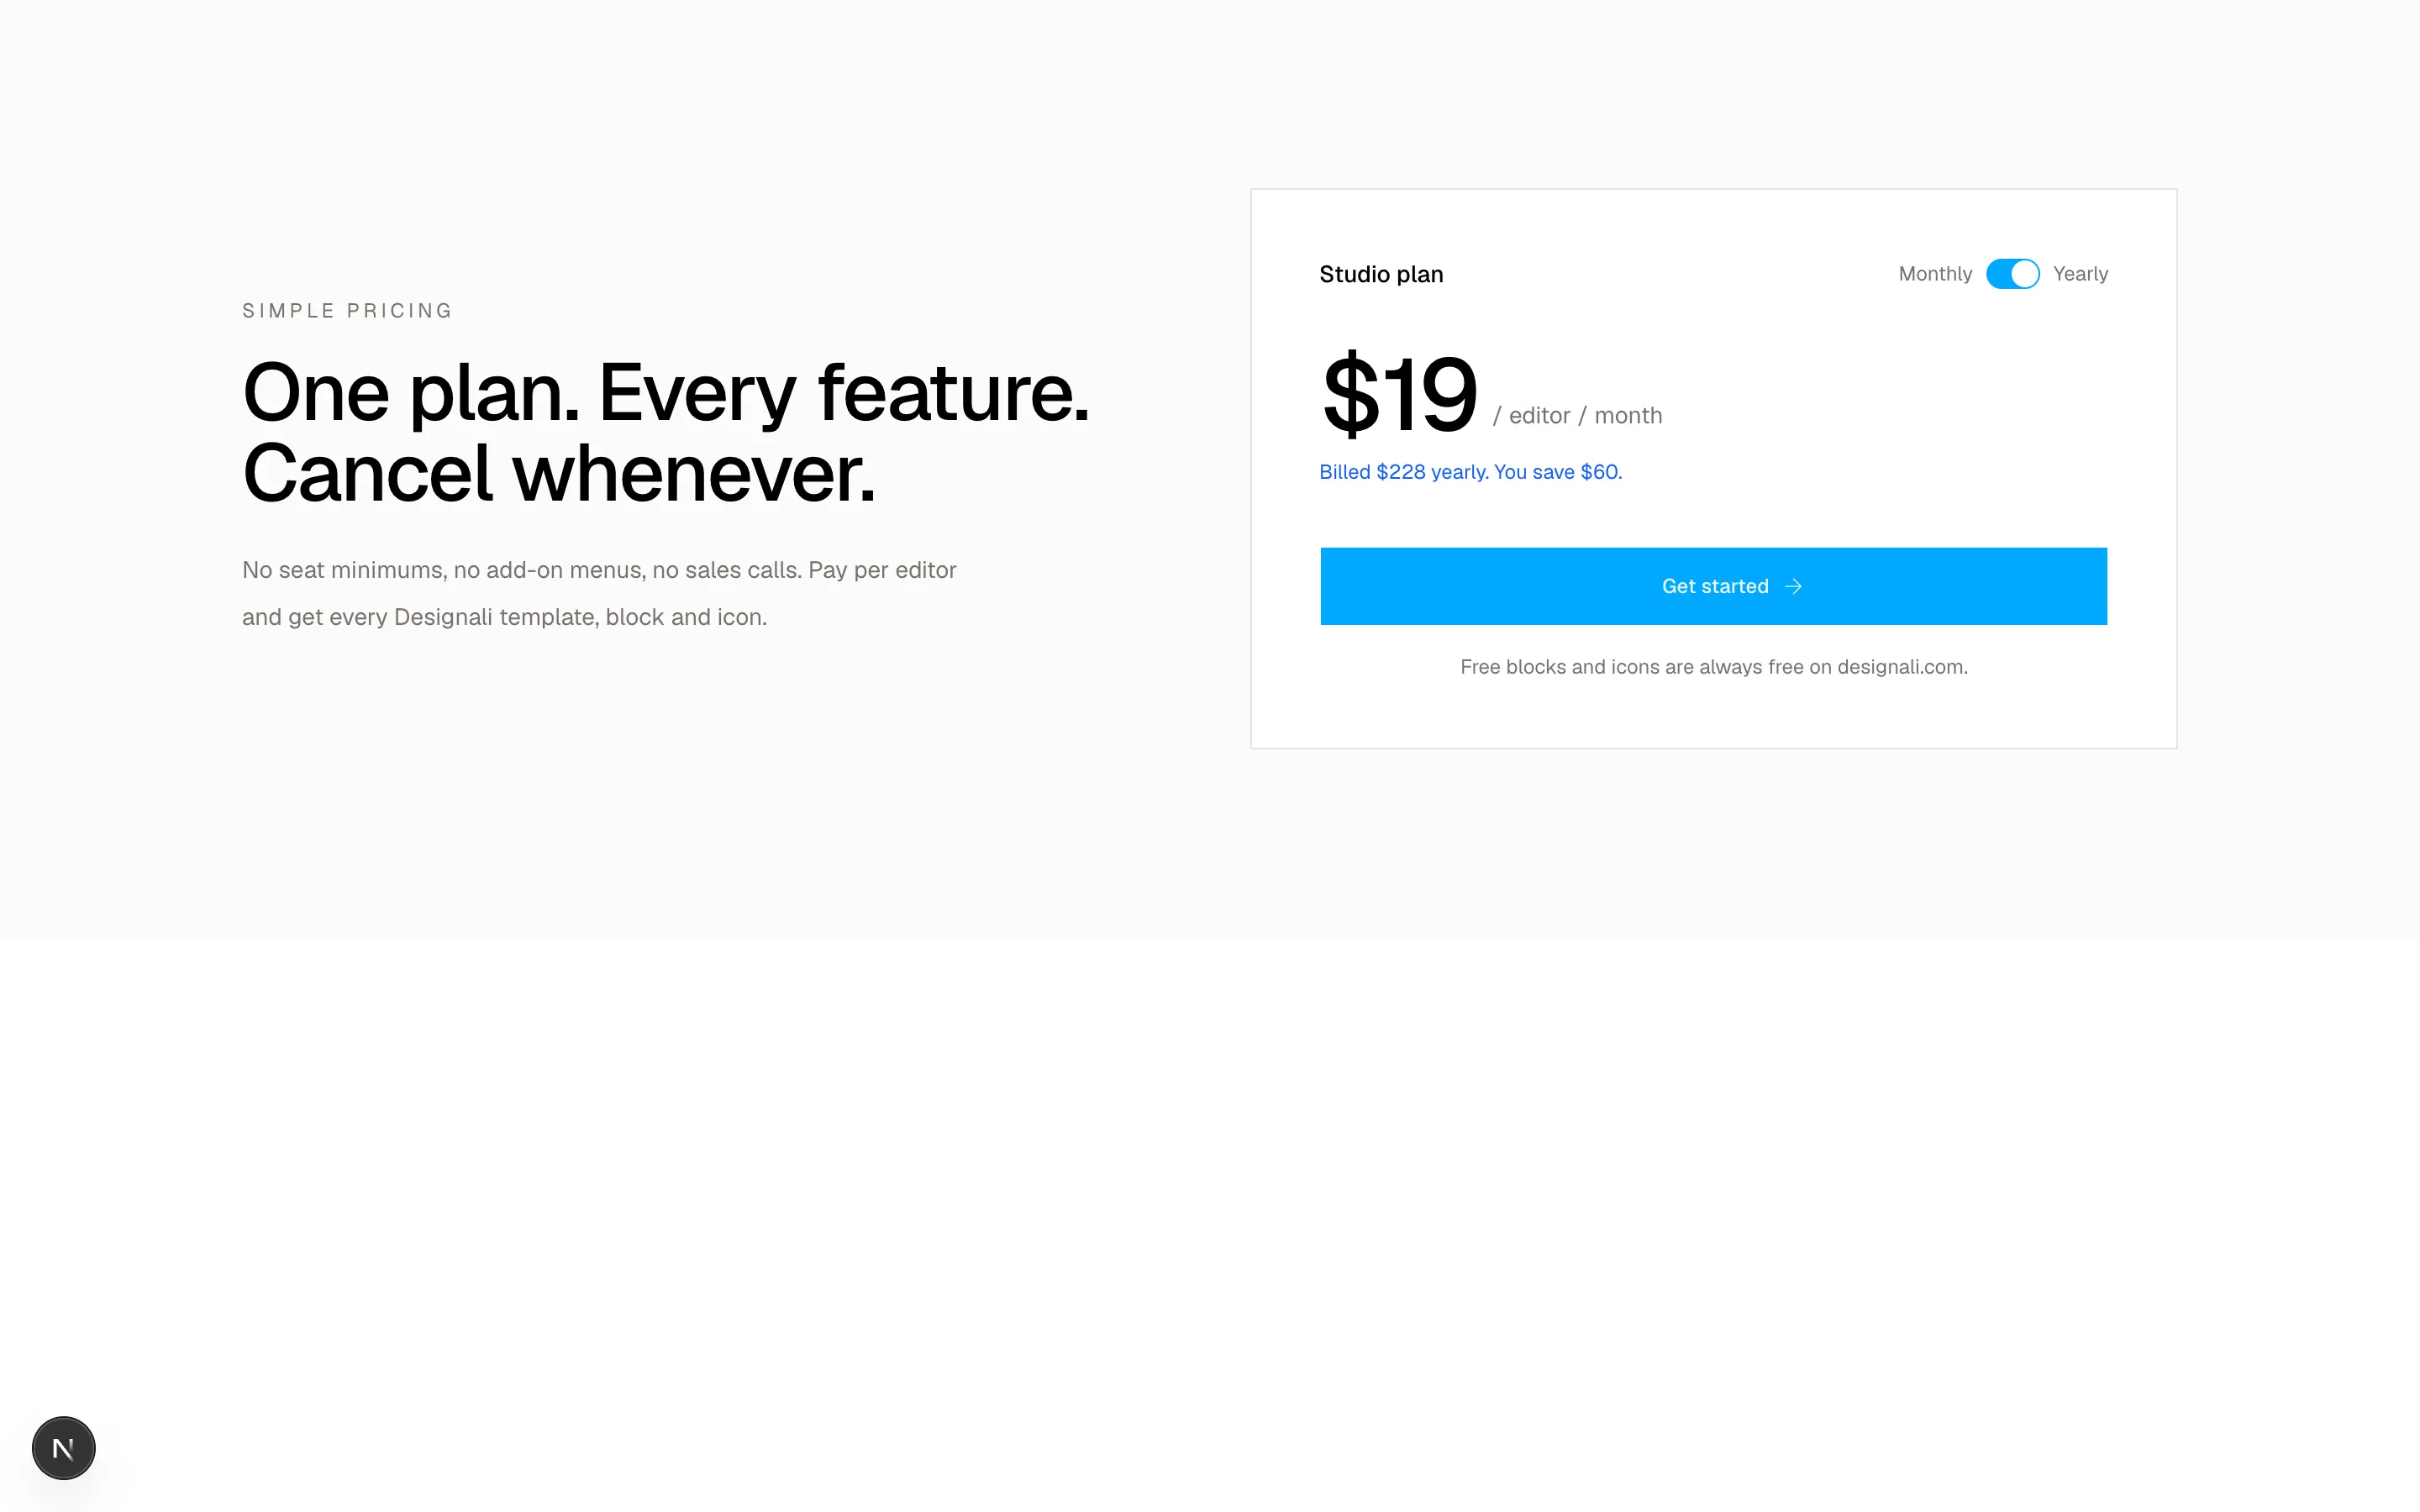 SIMPLE PRICING
One plan. Every feature.
Cancel whenever.
No seat minimums, no add-on menus, no sales calls. Pay per editor
and get every Designali template, block and icon.
Studio plan
Monthly
Yearly
$19 / editor / month
Billed $228 yearly. You save $60.
Get started
Free blocks and icons are always free on designali.com.
N